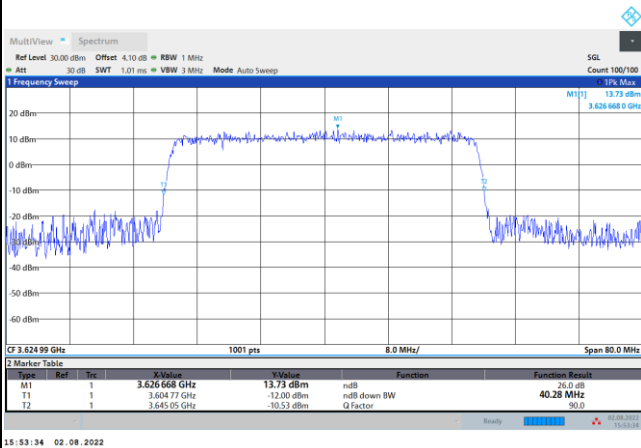 MultiView Spectrum
Ref Level 30.00 dBm Offset 4.10 dB RBW 1 MHz SGL
Att 30 dB SWT 1.01 ms VBW 3 MHz Mode Auto Sweep Count 100/100
1 Frequency Sweep 1Pk Max
M1[1] 13.73 dBm
3.626 668 0 GHz
M1
20 dBm
10 dBm
0 dBm
T1 T2
-10 dBm
-20 dBm
-30 dBm
-40 dBm
-50 dBm
-60 dBm
CF 3.624 99 GHz 1001 pts 8.0 MHz/ Span 80.0 MHz
2 Marker Table
Type Ref Trc X-Value Y-Value Function Function Result
M1 1 3.626 668 GHz 13.73 dBm ndB 26.0 dB
T1 1 3.604 77 GHz -12.00 dBm ndB down BW 40.28 MHz
T2 1 3.645 05 GHz -10.53 dBm Q Factor 90.0
Ready 02.08.2022
15:53:34
15:53:34 02.08.2022